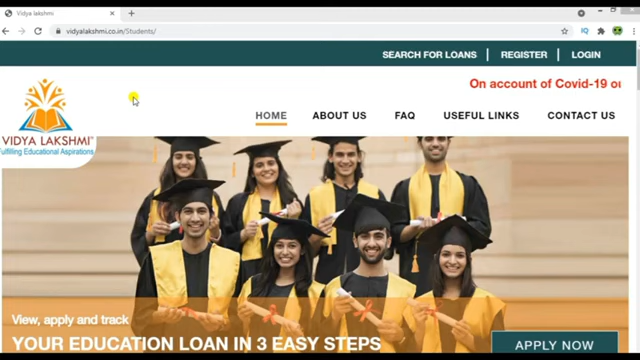 Vidya lakshmi
vidyalakshmi.co.in/Students/
SEARCH FOR LOANS | REGISTER | LOGIN
On account of Covid-19
HOME ABOUT US FAQ USEFUL LINKS CONTACT US
VIDYA LAKSHMI
Fulfilling Educational Aspirations
View, apply and track
YOUR EDUCATION LOAN IN 3 EASY STEPS
APPLY NOW